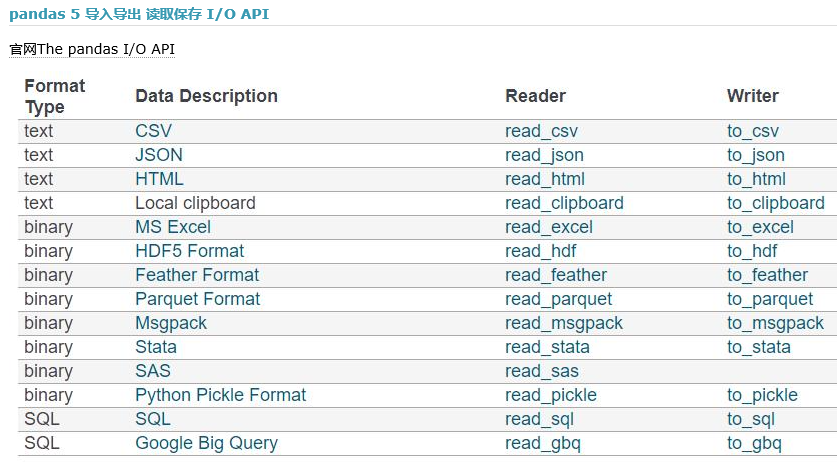 pandas 5 导入导出 读取保存 I/O API
官网The pandas I/O API
Format Type Data Description Reader Writer
text CSV read_csv to_csv
text JSON read_json to_json
text HTML read_html to_html
text Local clipboard read_clipboard to_clipboard
binary MS Excel read_excel to_excel
binary HDF5 Format read_hdf to_hdf
binary Feather Format read_feather to_feather
binary Parquet Format read_parquet to_parquet
binary Msgpack read_msgpack to_msgpack
binary Stata read_stata to_stata
binary SAS read_sas
binary Python Pickle Format read_pickle to_pickle
SQL SQL read_sql to_sql
SQL Google Big Query read_gbq to_gbq